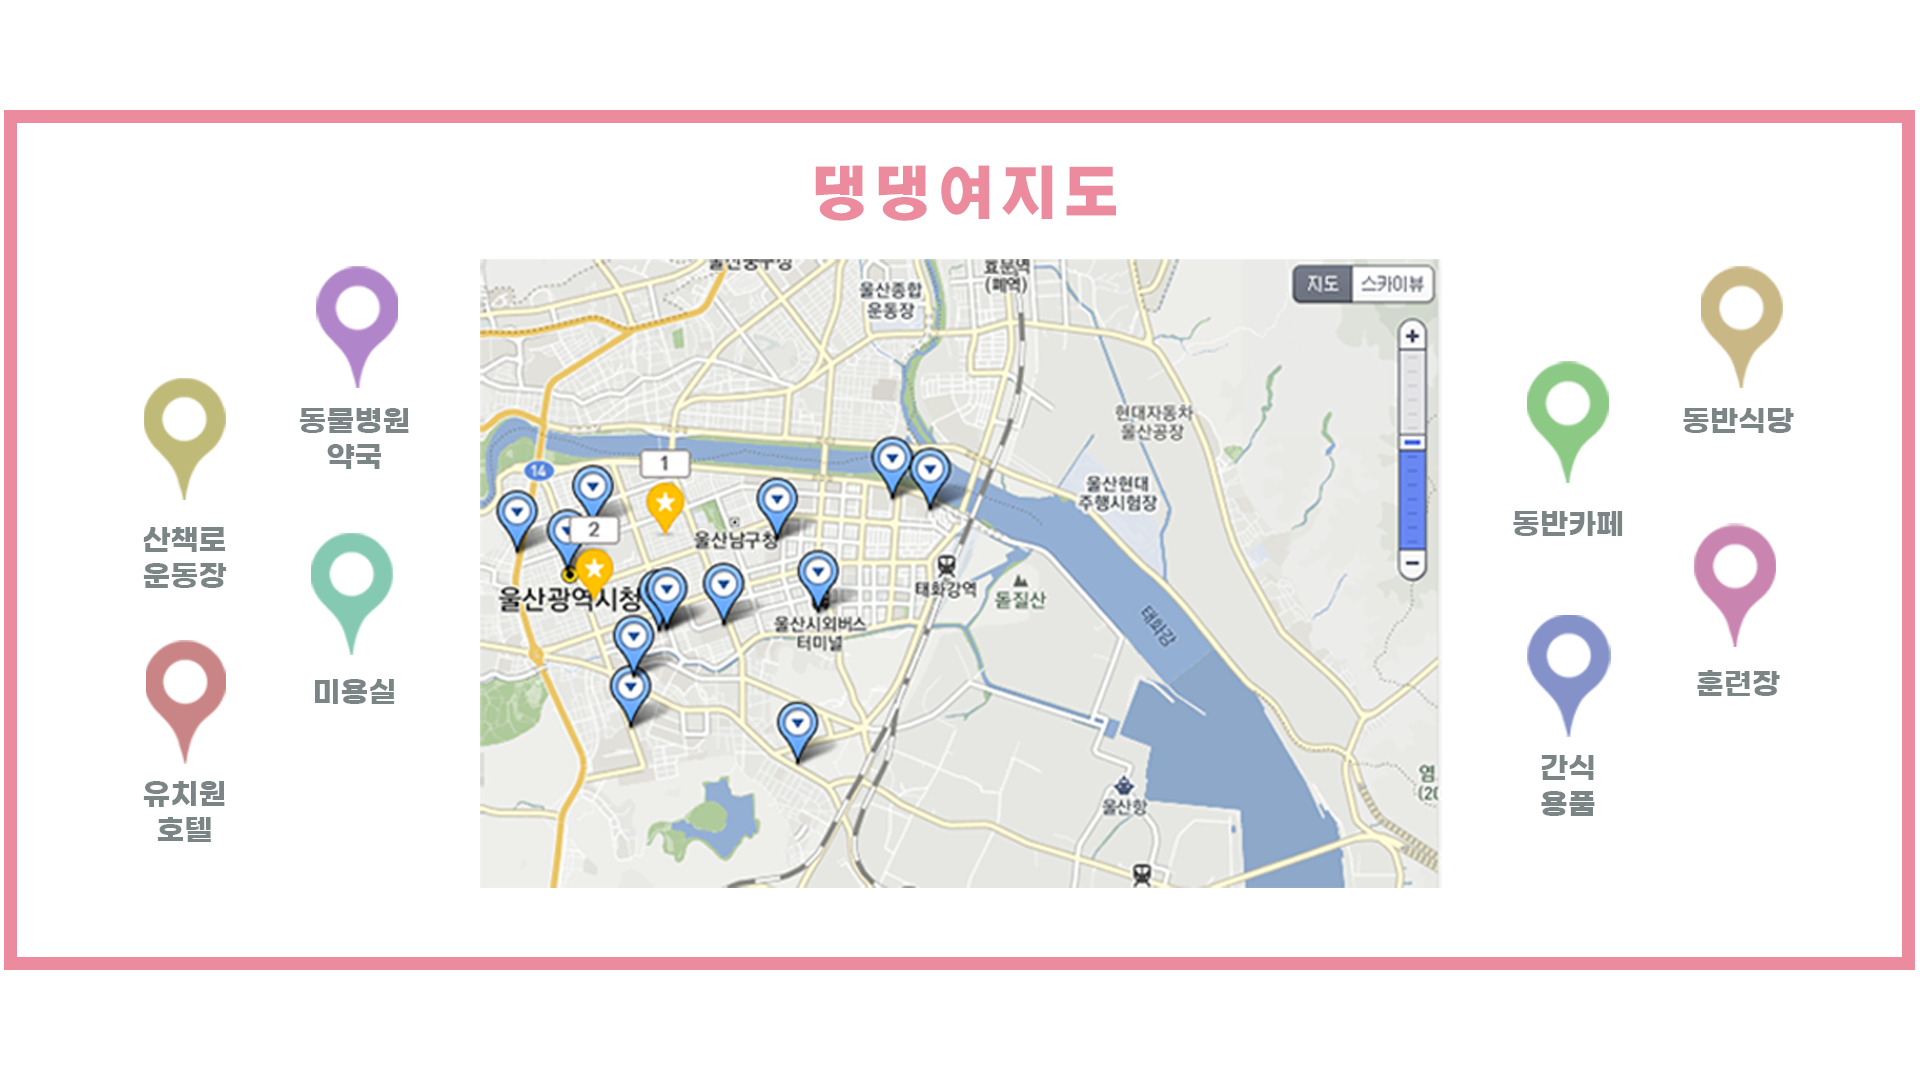 댕댕여지도
동물병원
약국
산책로
운동장
미용실
유치원
호텔
울산종합
운동장
효문역
(폐역)
지도
스카이뷰
현대자동차
울산공장
14
1
2
울산현대
주행시험장
울산남구청
울산광역시청
태화강역
돋질산
울산시외버스
터미널
태화강
울산항
동반식당
동반카페
훈련장
간식
용품